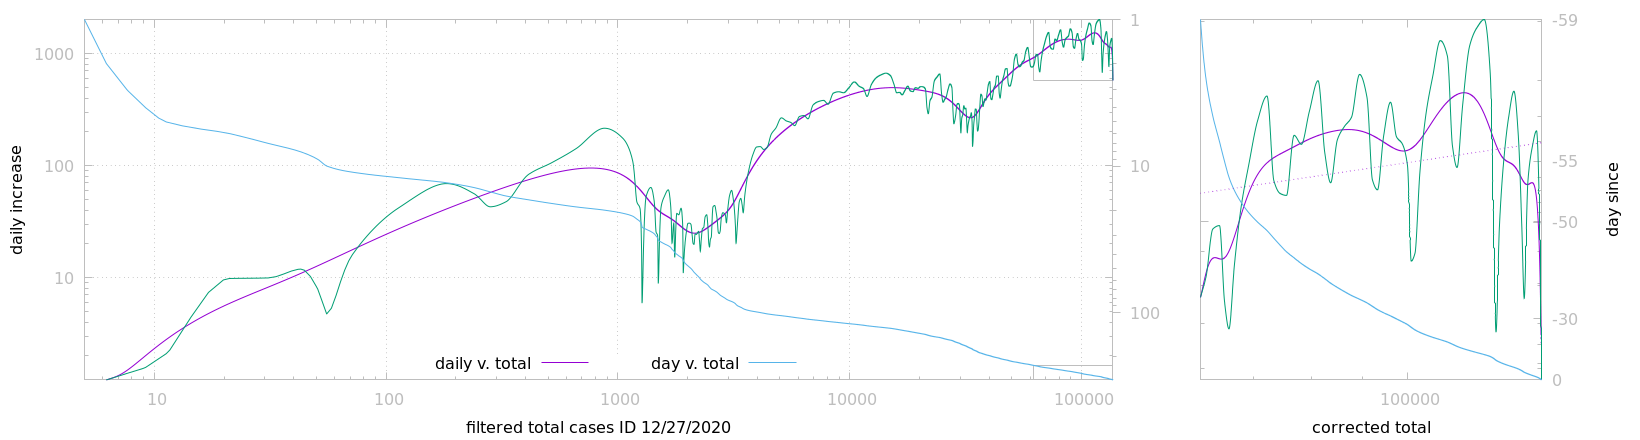 daily increase
1000
100
10
10
100
1000
10000
100000
1
10
100
daily v. total
day v. total
filtered total cases ID 12/27/2020
-59
-55
-50
-30
0
day since
100000
corrected total